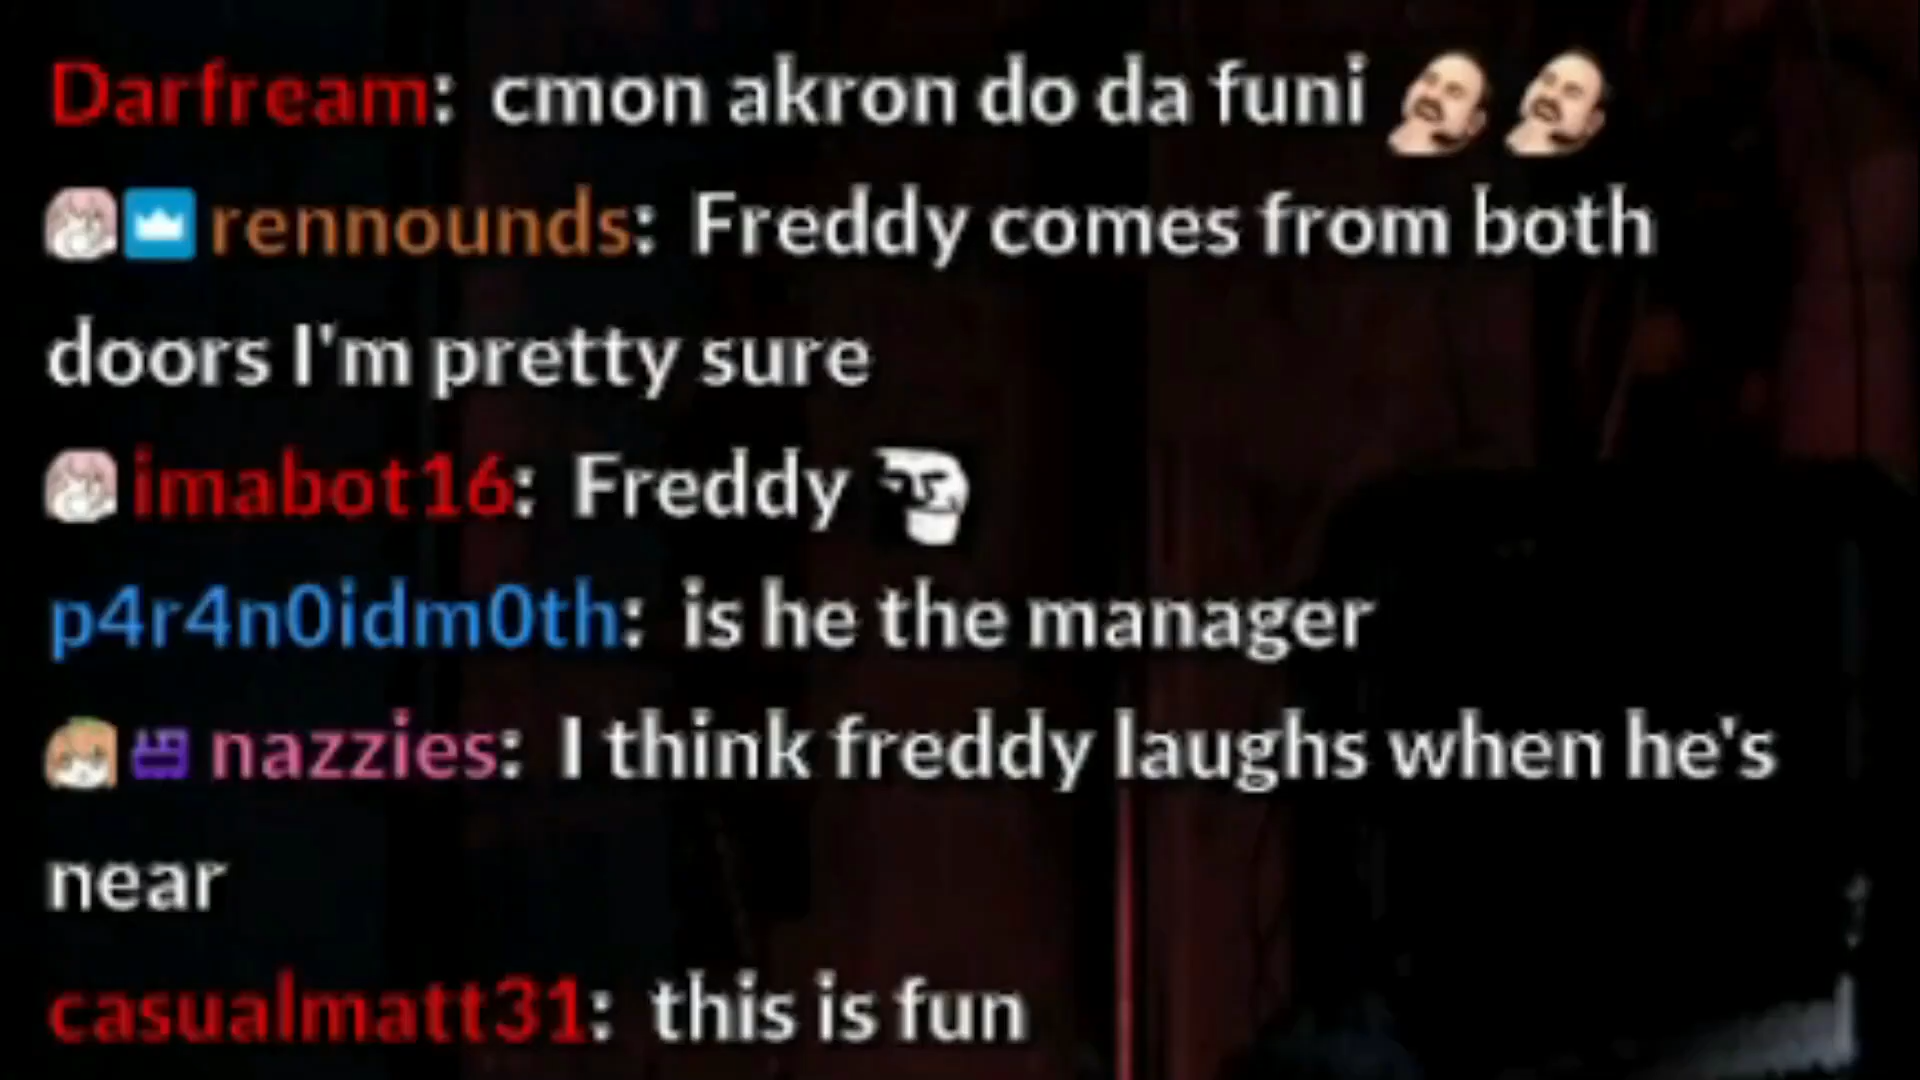 Darfream: cmon akron do da funi
rennounds: Freddy comes from both
doors I'm pretty sure
imabot16: Freddy
p4r4n0idm0th: is he the manager
nazzies: I think freddy laughs when he's
near
casualmatt31: this is fun